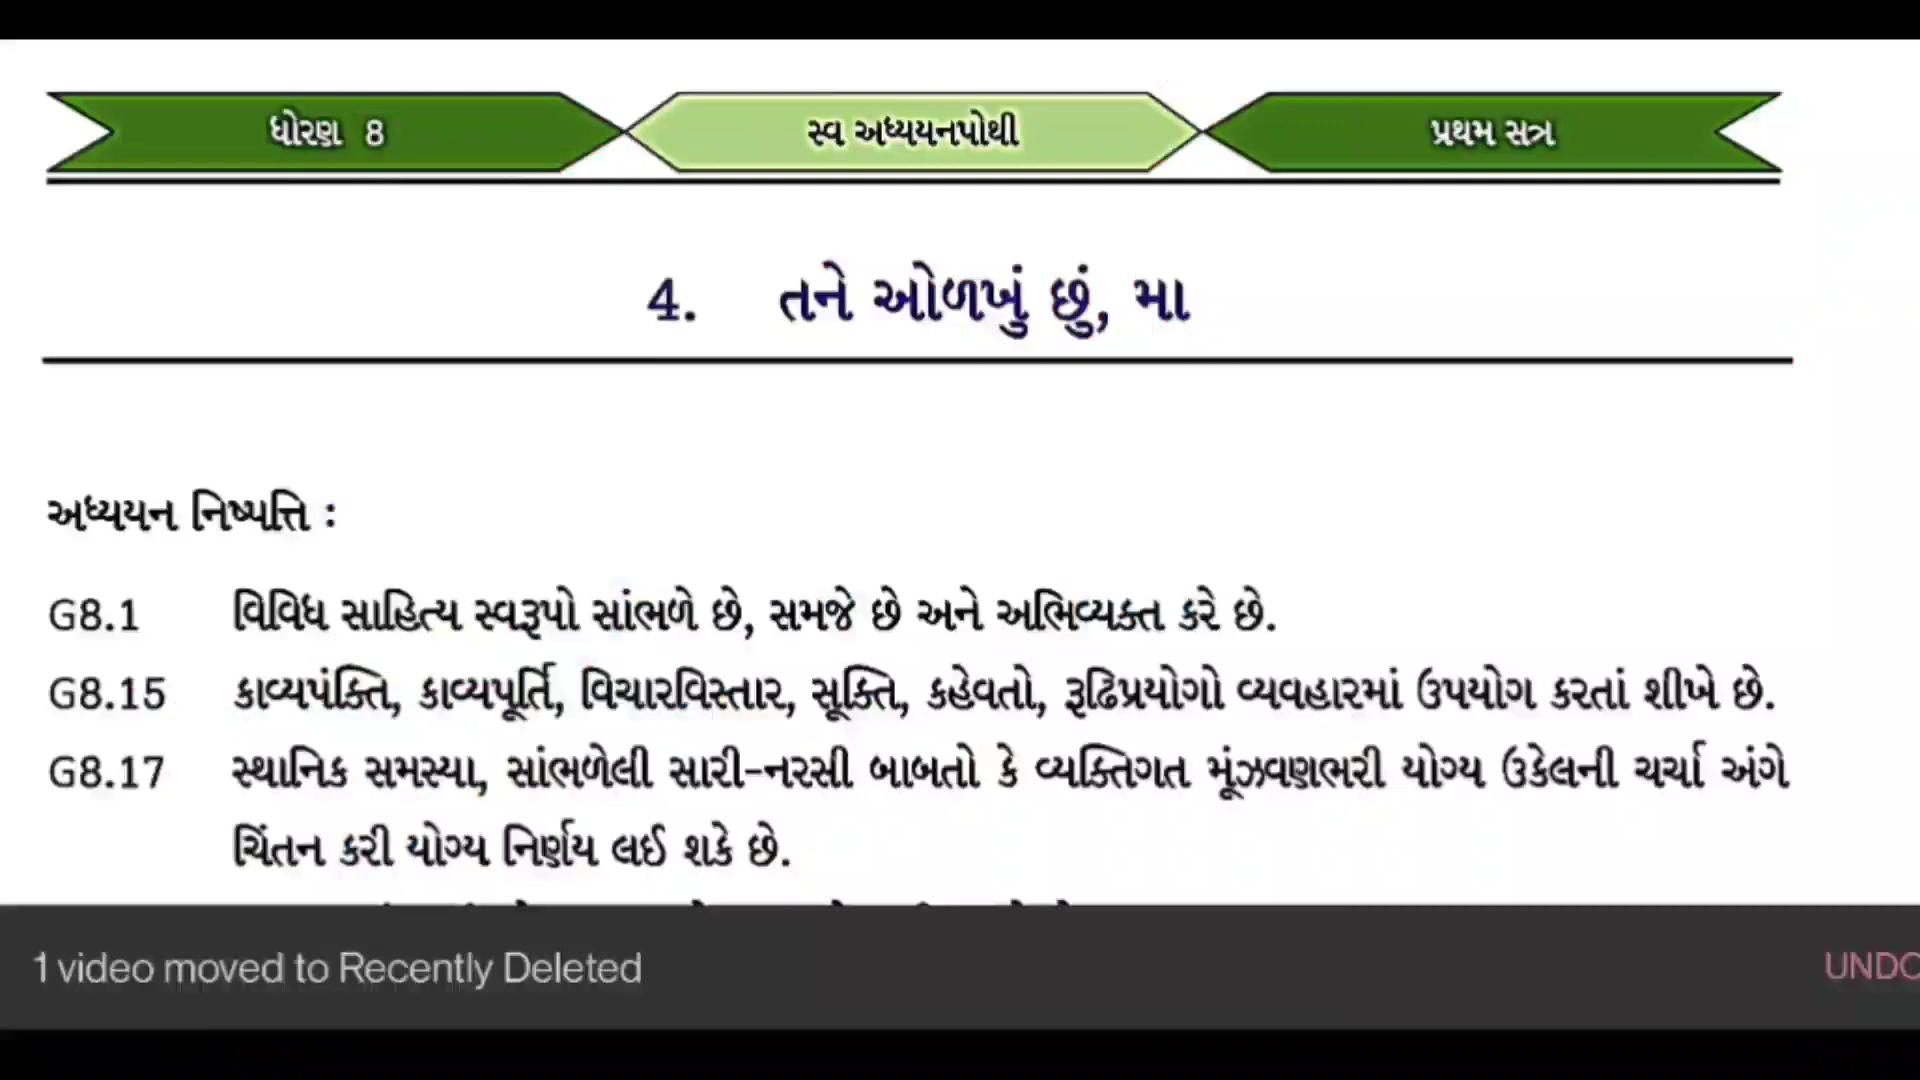 ધોરણ 8 સ્વ અધ્યયનપોથી પ્રથમ સત્ર
4. તને ઓળખું છું, મા
અધ્યયન નિષ્પત્તિ :
G8.1 વિવિધ સાહિત્ય સ્વરૂપો સાંભળે છે, સમજે છે અને અભિવ્યક્ત કરે છે.
G8.15 કાવ્યપંક્તિ, કાવ્યપૂર્તિ, વિચારવિસ્તાર, સૂક્તિ, કહેવતો, રૂઢિપ્રયોગો વ્યવહારમાં ઉપયોગ કરતાં શીખે છે.
G8.17 સ્થાનિક સમસ્યા, સાંભળેલી સારી-નરસી બાબતો કે વ્યક્તિગત મૂંઝવણભરી યોગ્ય ઉકેલની ચર્ચા અંગે
ચિંતન કરી યોગ્ય નિર્ણય લઈ શકે છે.
1 video moved to Recently Deleted UNDO